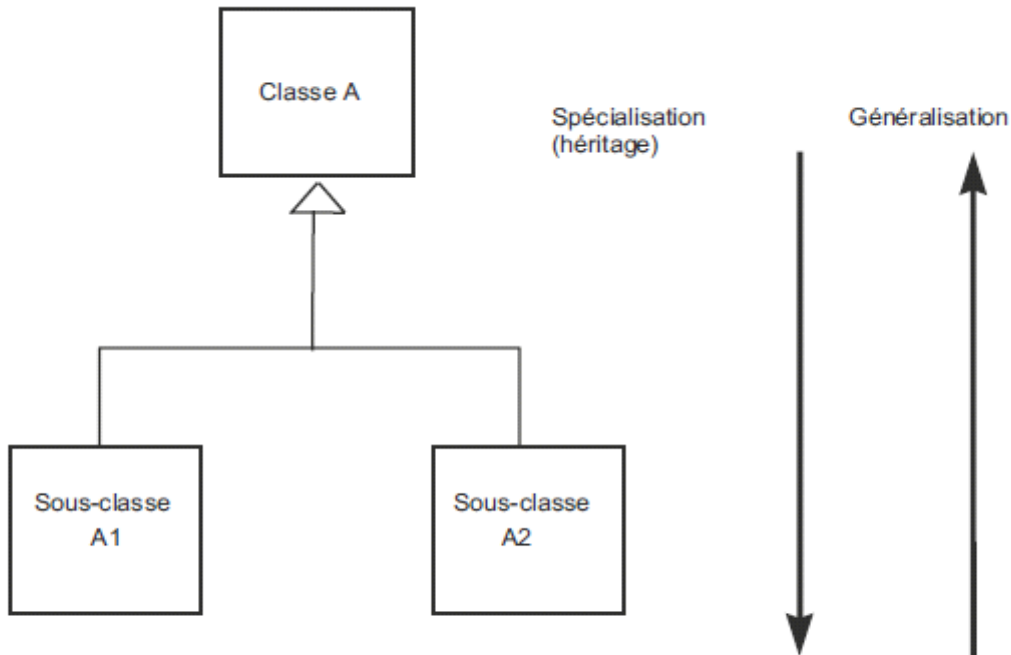 Classe A
Spécialisation
(héritage)
Généralisation
Sous-classe
A1
Sous-classe
A2